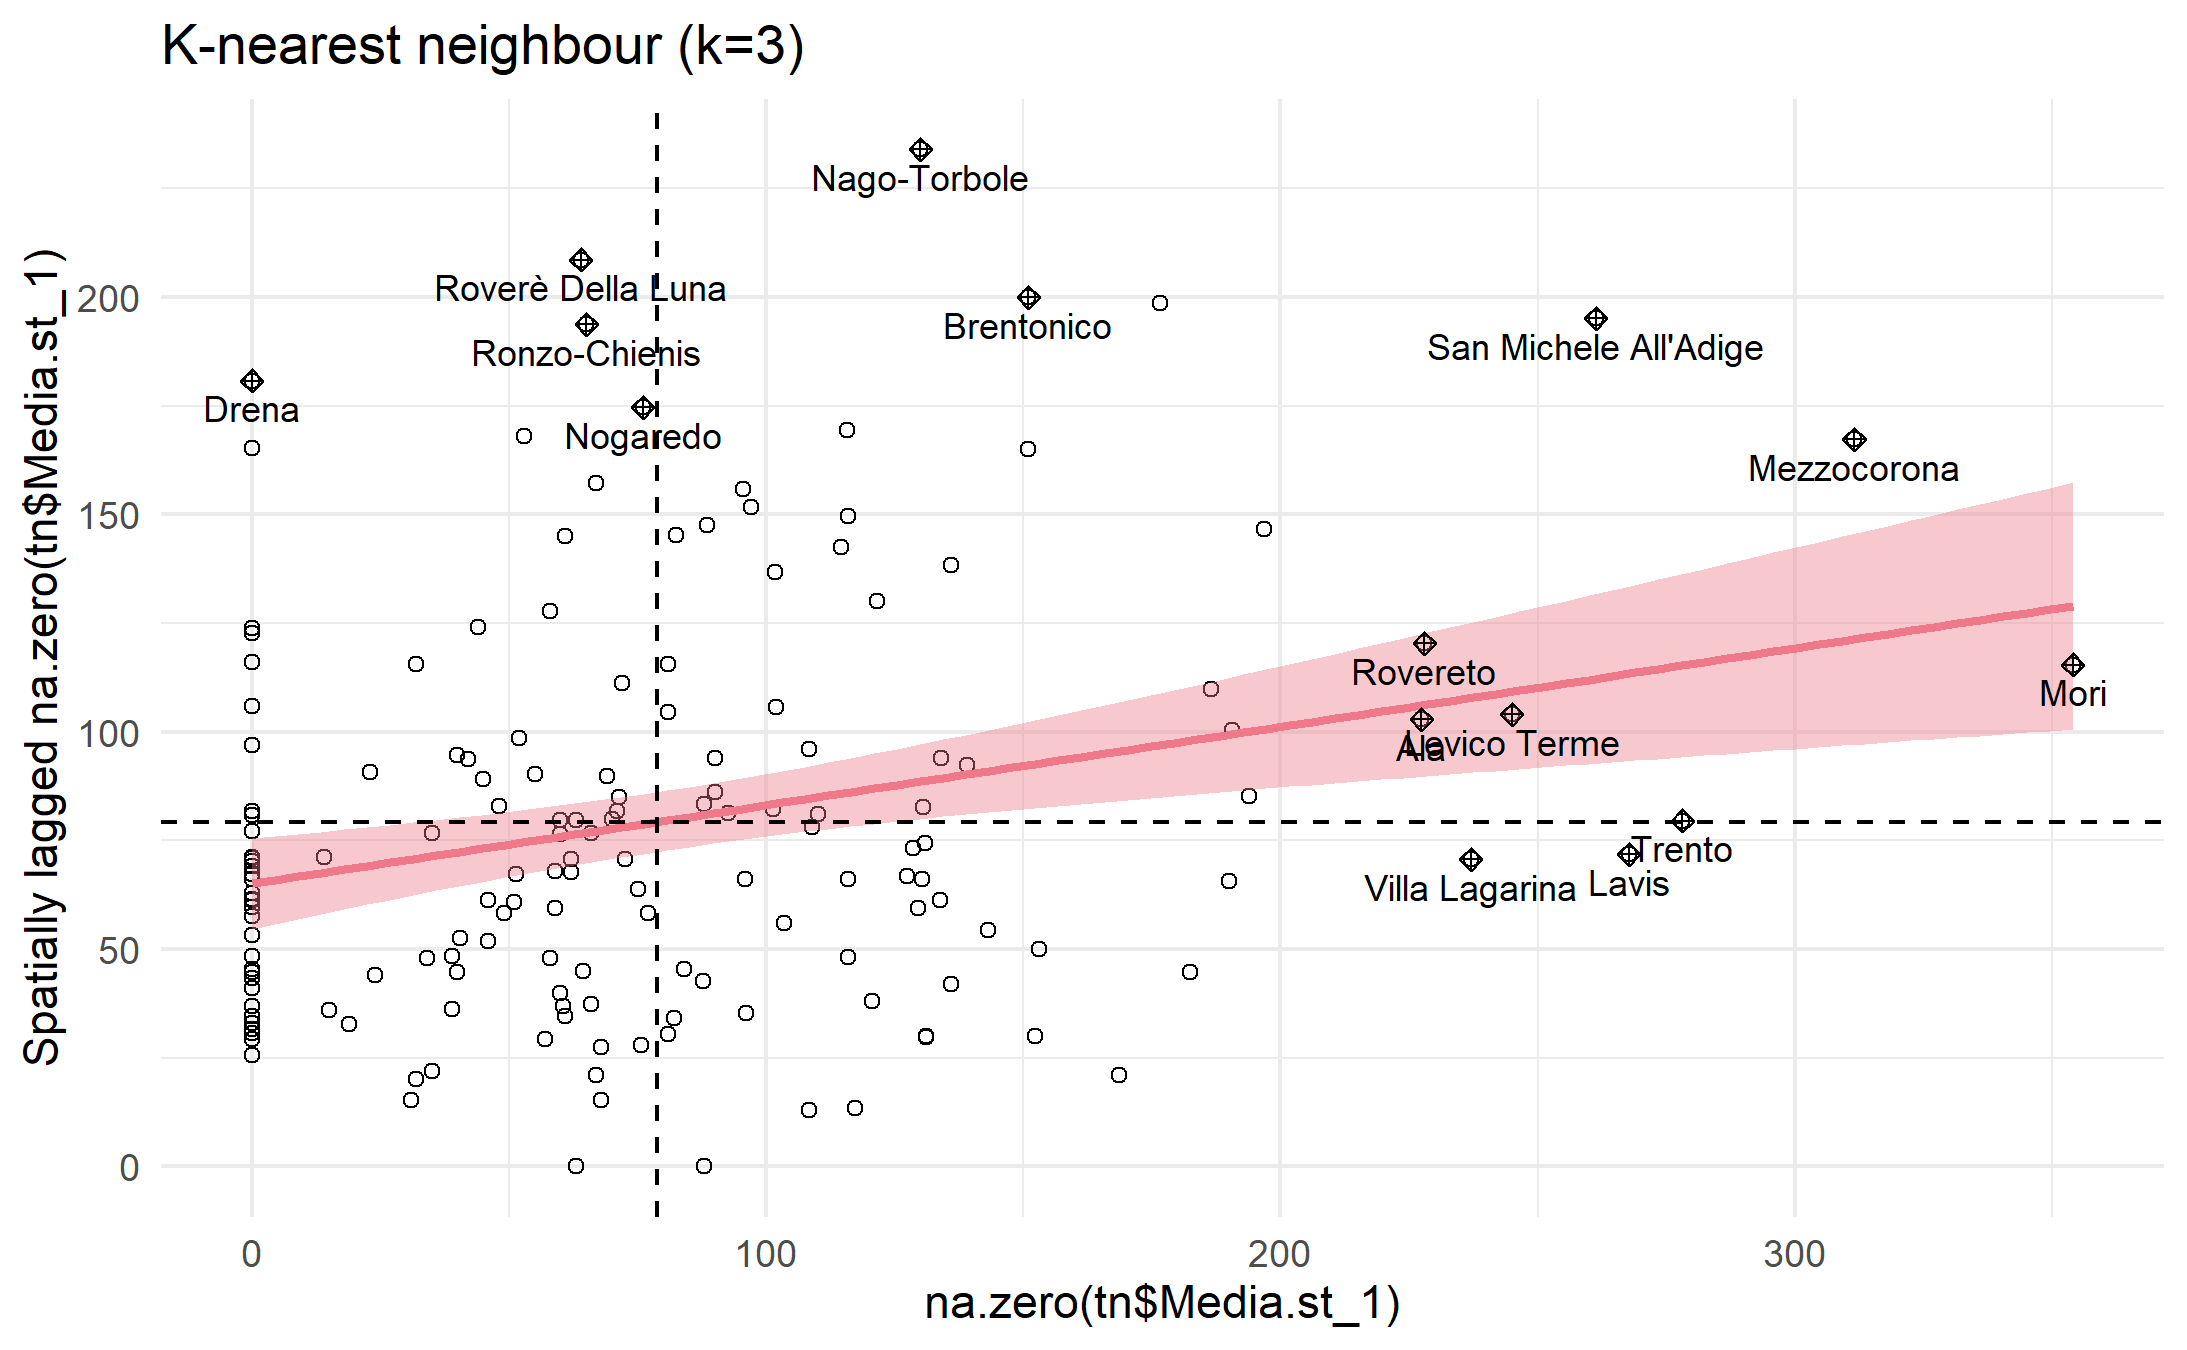 K-nearest neighbour (k=3)
Spatially lagged na.zero(tn$Media.st_1)
200
150
100
50
0
Nago-Torbole
Roverè Della Luna
Brentonico
Ronzo-Chienis
San Michele All'Adige
Drena
Nogaredo
Mezzocorona
Rovereto
Mori
Ala
Levico Terme
Trento
Villa Lagarina
Lavis
0
100
200
300
na.zero(tn$Media.st_1)